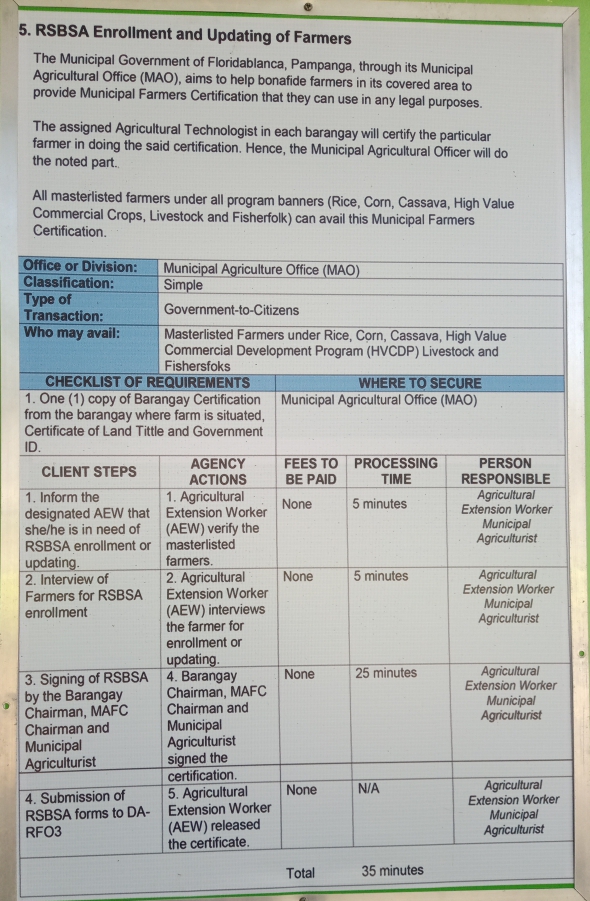 5. RSBSA Enrollment and Updating of Farmers
The Municipal Government of Floridablanca, Pampanga, through its Municipal
Agricultural Office (MAO), aims to help bonafide farmers in its covered area to
provide Municipal Farmers Certification that they can use in any legal purposes.
The assigned Agricultural Technologist in each barangay will certify the particular
farmer in doing the said certification. Hence, the Municipal Agricultural Officer will do
the noted part.
All masterlisted farmers under all program banners (Rice, Corn, Cassava, High Value
Commercial Crops, Livestock and Fisherfolk) can avail this Municipal Farmers
Certification.
Office or Division: Municipal Agriculture Office (MAO)
Classification: Simple
Type of
Transaction: Government-to-Citizens
Who may avail: Masterlisted Farmers under Rice, Corn, Cassava, High Value
Commercial Development Program (HVCDP) Livestock and
Fishersfoks
CHECKLIST OF REQUIREMENTS WHERE TO SECURE
1. One (1) copy of Barangay Certification
from the barangay where farm is situated,
Certificate of Land Tittle and Government
ID.
Municipal Agricultural Office (MAO)
CLIENT STEPS
AGENCY
ACTIONS
FEES TO
BE PAID
PROCESSING
TIME
PERSON
RESPONSIBLE
1. Inform the
designated AEW that
she/he is in need of
RSBSA enrollment or
updating.
1. Agricultural
Extension Worker
(AEW) verify the
masterlisted
farmers.
None
5 minutes
Agricultural
Extension Worker
Municipal
Agriculturist
2. Interview of
Farmers for RSBSA
enrollment
2. Agricultural
Extension Worker
(AEW) interviews
the farmer for
enrollment or
updating.
None
5 minutes
Agricultural
Extension Worker
Municipal
Agriculturist
3. Signing of RSBSA
by the Barangay
Chairman, MAFC
Chairman and
Municipal
Agriculturist
4. Barangay
Chairman, MAFC
Chairman and
Municipal
Agriculturist
signed the
certification.
None
25 minutes
Agricultural
Extension Worker
Municipal
Agriculturist
4. Submission of
RSBSA forms to DA-
RFO3
5. Agricultural
Extension Worker
(AEW) released
the certificate.
None
N/A
Agricultural
Extension Worker
Municipal
Agriculturist
Total 35 minutes